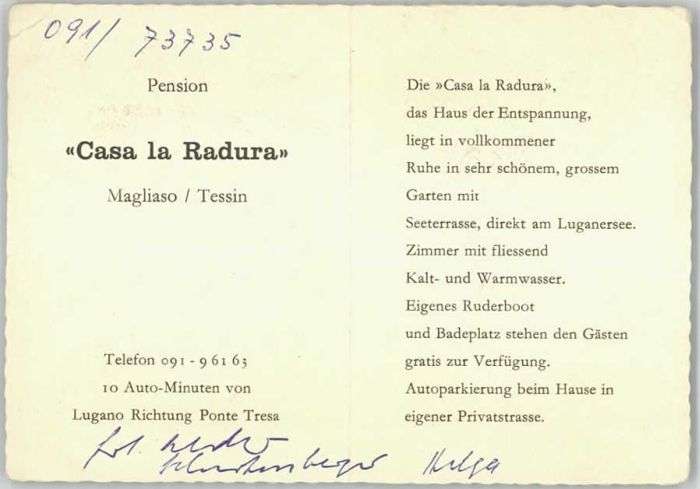 091/ 73735
Pension
«Casa la Radura»
Magliaso / Tessin
Telefon 091 - 9 61 63
10 Auto-Minuten von
Lugano Richtung Ponte Tresa
Die »Casa la Radura»,
das Haus der Entspannung,
liegt in vollkommener
Ruhe in sehr schönem, grossem
Garten mit
Seeterrasse, direkt am Luganersee.
Zimmer mit fliessend
Kalt- und Warmwasser.
Eigenes Ruderboot
und Badeplatz stehen den Gästen
gratis zur Verfügung.
Autoparkierung beim Hause in
eigener Privatstrasse.
Helga